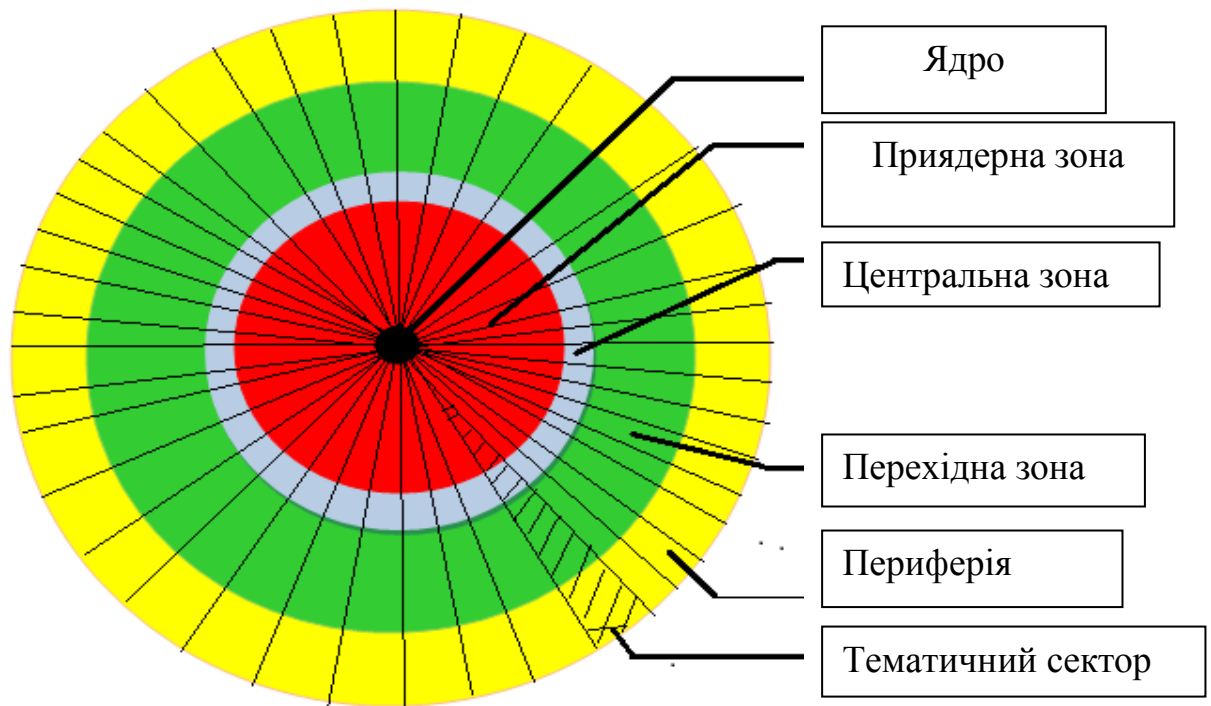 Ядро
Приядерна зона
Центральна зона
Перехідна зона
Периферія
Тематичний сектор